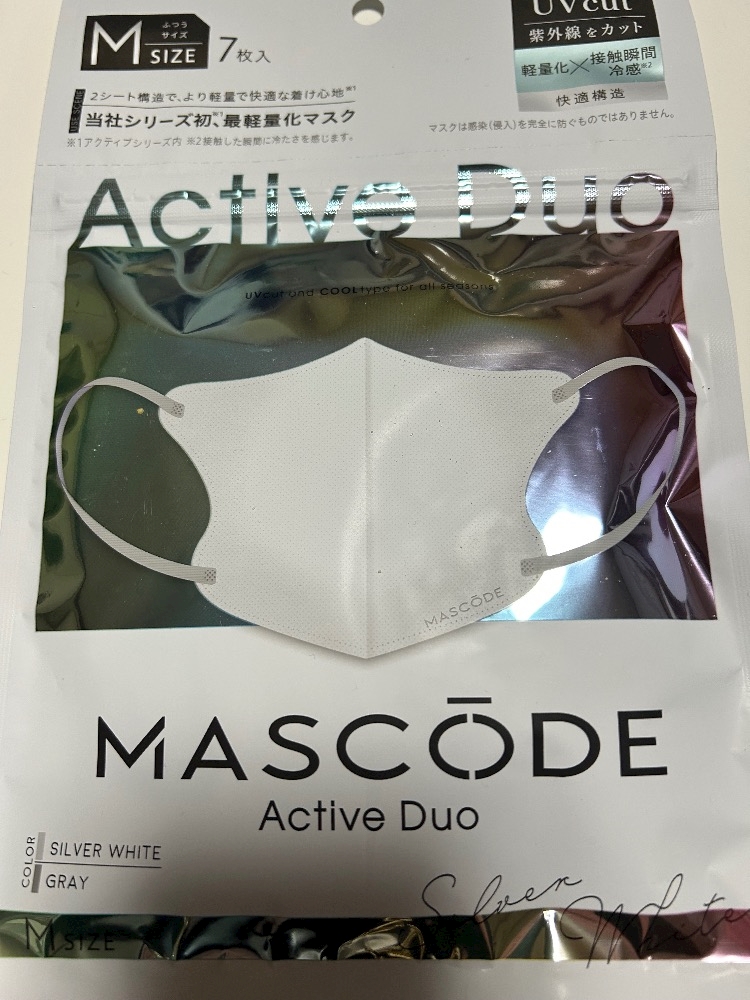 M
ふつう
サイズ
SIZE
7枚入
UVcut
紫外線をカット
軽量化×接触瞬間冷感※2
快適構造
2シート構造で、より軽量で快適な着け心地※1
当社シリーズ初、※1最軽量化マスク
※1アクティブシリーズ内 ※2接触した瞬間に冷たさを感じます。
マスクは感染(侵入)を完全に防ぐものではありません。
Active Duo
UVcut und COOLtype for all seasons
MASCŌDE
MASCŌDE
Active Duo
COLOR
SILVER WHITE
GRAY
Silver White
M SIZE